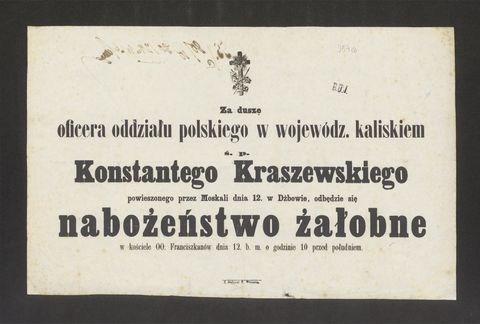 B.U.J.
Za duszę
oficera oddziału polskiego w wojewódz. kaliskiem
ś. p.
Konstantego Kraszewskiego
powieszonego przez Moskali dnia 12. w Dźbowie, odbędzie się
nabożeństwo żałobne
w kościele OO. Franciszkanów dnia 12. b. m. o godzinie 10 przed południem.